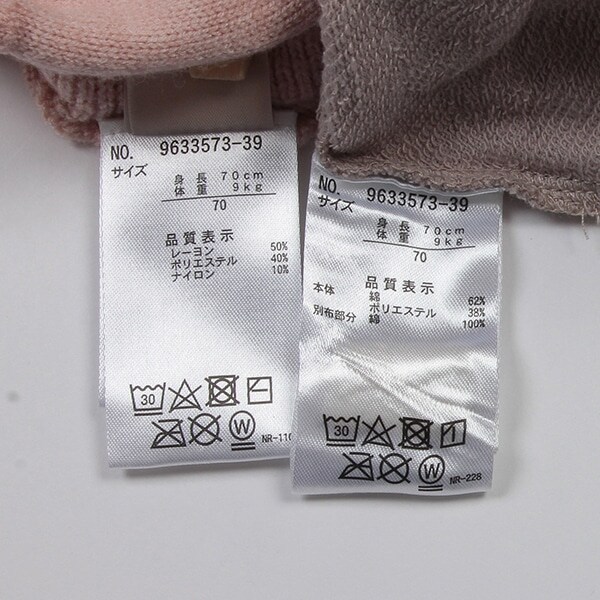 NO. 9633573-39
サイズ
身長 70cm
体重 9kg
70
品質表示
レーヨン 50%
ポリエステル 40%
ナイロン 10%
30
W
NO. 9633573-39
サイズ
身長 70cm
体重 9kg
70
品質表示
本体 綿 62%
ポリエステル 38%
別布部分 綿 100%
30
W
NR-228